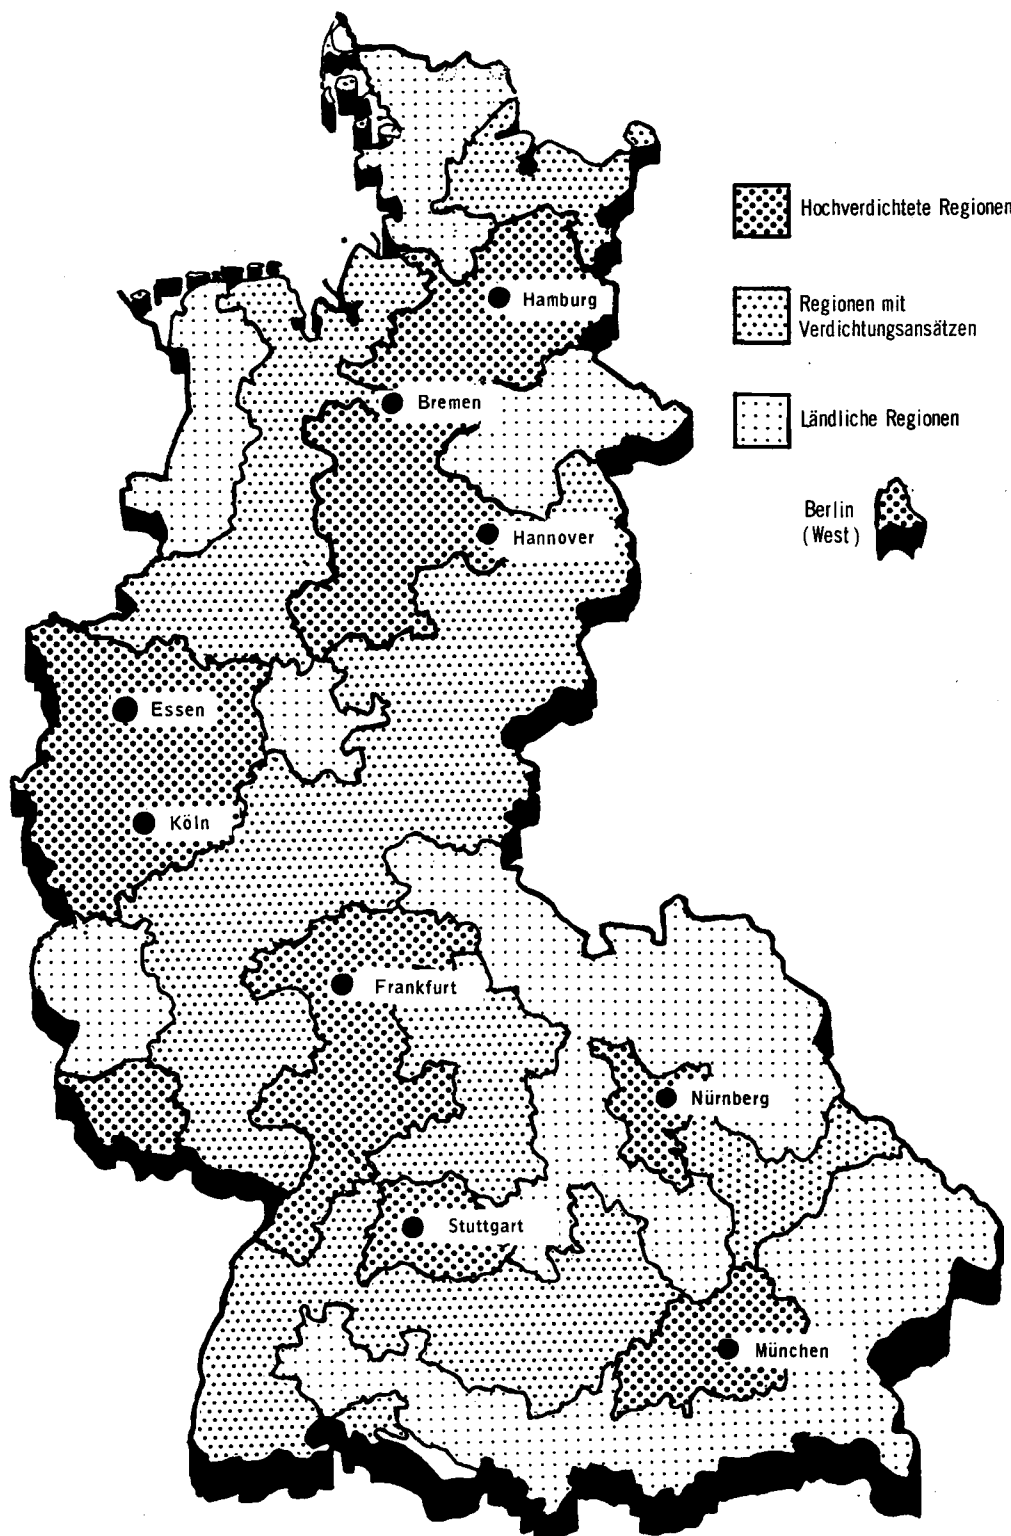 Hochverdichtete Regionen
Hamburg
Regionen mit
Verdichtungsansätzen
Bremen
Ländliche Regionen
Berlin
(West)
Hannover
Essen
Köln
Frankfurt
Nürnberg
Stuttgart
München